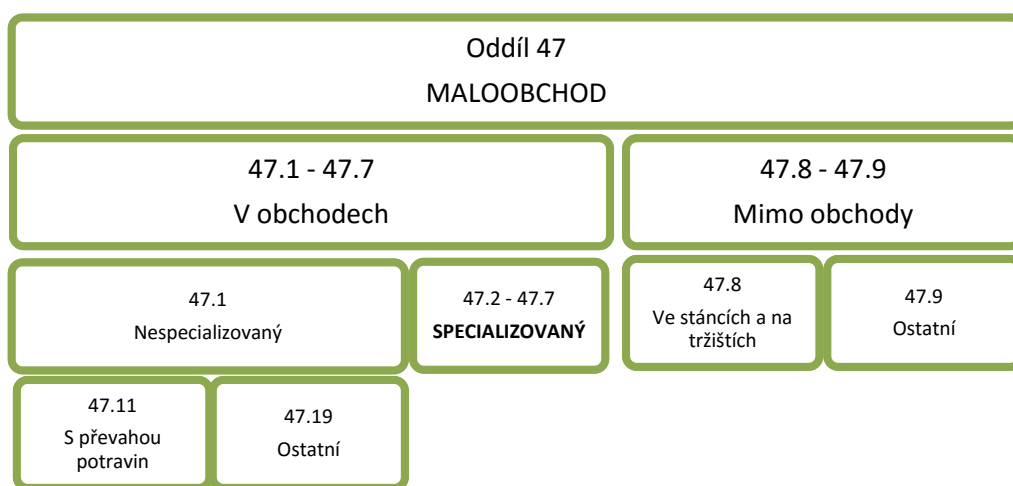 Oddíl 47
MALOOBCHOD
47.1 - 47.7
V obchodech
47.8 - 47.9
Mimo obchody
47.1
Nespecializovaný
47.2 - 47.7
SPECIALIZOVANÝ
47.8
Ve stáncích a na
tržištích
47.9
Ostatní
47.11
S převahou
potravin
47.19
Ostatní